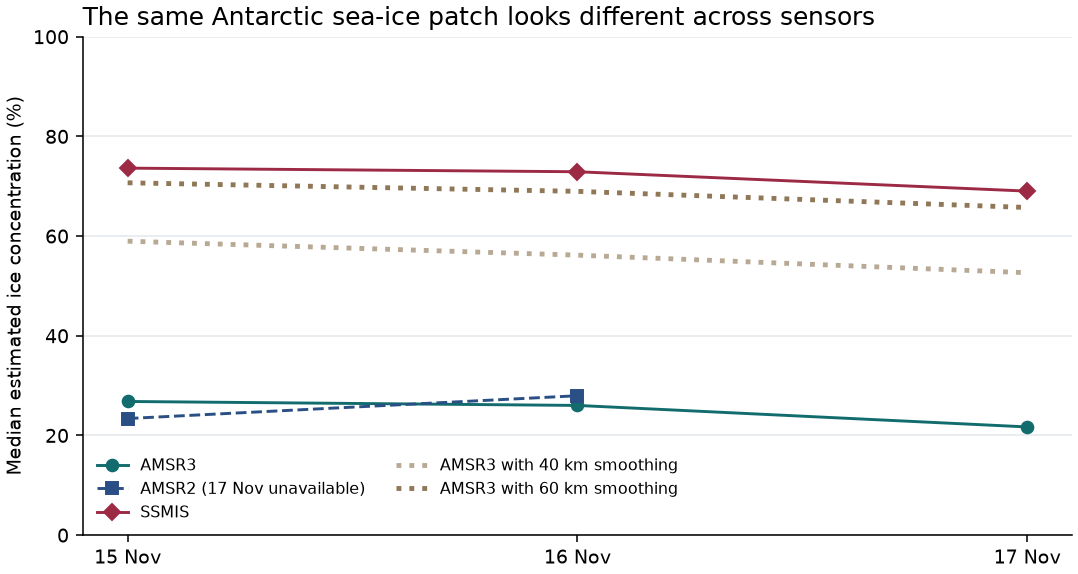 The same Antarctic sea-ice patch looks different across sensors
Median estimated ice concentration (%)
100
80
60
40
20
0
AMSR3
AMSR2 (17 Nov unavailable)
SSMIS
AMSR3 with 40 km smoothing
AMSR3 with 60 km smoothing
15 Nov
16 Nov
17 Nov